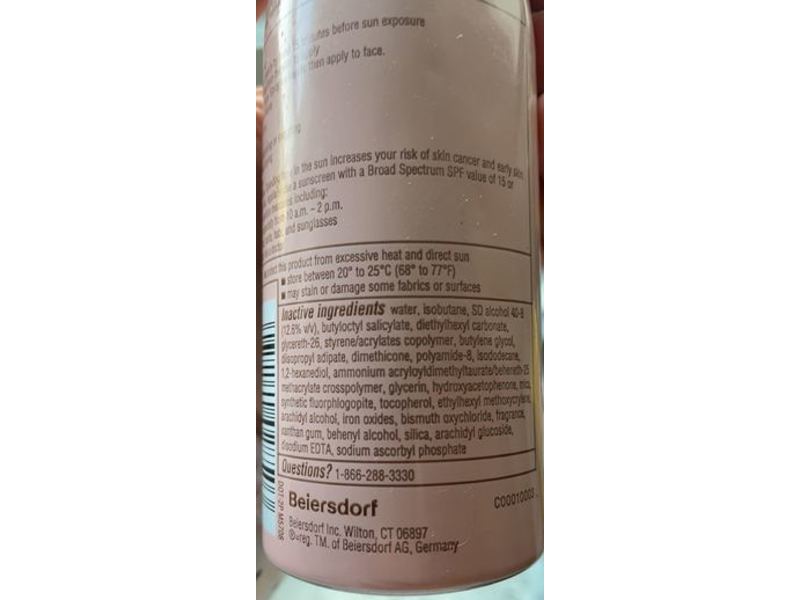 before sun exposure
then apply to face.
in the sun increases your risk of skin cancer and early skin
a sunscreen with a Broad Spectrum SPF value of 15 or
including:
10 a.m. – 2 p.m.
and sunglasses
this product from excessive heat and direct sun
■ store between 20° to 25°C (68° to 77°F)
■ may stain or damage some fabrics or surfaces
Inactive ingredients water, isobutane, SD alcohol 40-B
(12.6% v/v), butyloctyl salicylate, diethylhexyl carbonate,
glycereth-26, styrene/acrylates copolymer, butylene glycol,
diisopropyl adipate, dimethicone, polyamide-8, isododecane,
1,2-hexanediol, ammonium acryloyldimethyltaurate/beheneth-25
methacrylate crosspolymer, glycerin, hydroxyacetophenone, mica,
synthetic fluorphlogopite, tocopherol, ethylhexyl methoxycrylene,
arachidyl alcohol, iron oxides, bismuth oxychloride, fragrance,
xanthan gum, behenyl alcohol, silica, arachidyl glucoside,
disodium EDTA, sodium ascorbyl phosphate
Questions? 1-866-288-3330
Beiersdorf
Beiersdorf Inc. Wilton, CT 06897
®=reg. TM. of Beiersdorf AG, Germany